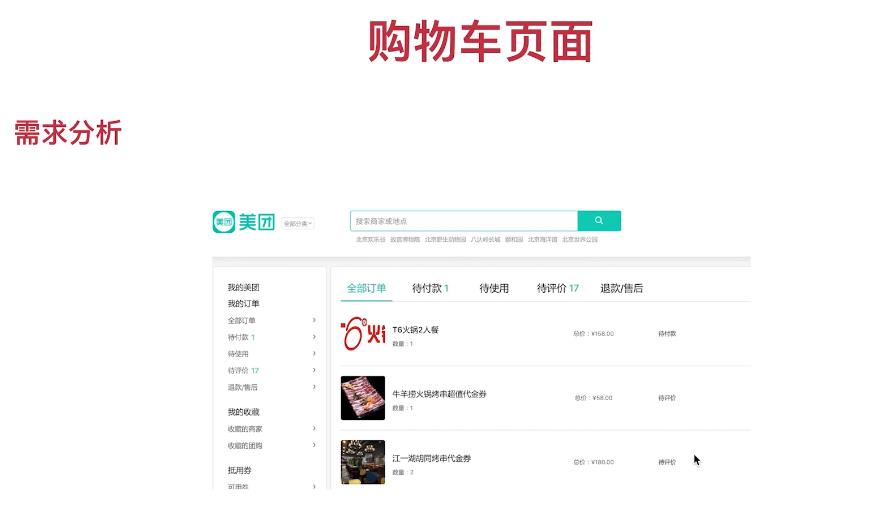 购物车页面
需求分析
美团 美团 全部分类
搜索商家或地点
北京欢乐谷 故宫博物院 北京野生动物园 八达岭长城 颐和园 北京海洋馆 北京世界公园
我的美团
我的订单
全部订单
待付款 1
待使用
待评价 17
退款/售后
我的收藏
收藏的商家
收藏的团购
抵用券
可用券
全部订单 待付款 1 待使用 待评价 17 退款/售后
T6火锅2人餐
数量：1
总价：¥158.00 待付款
牛羊捞火锅烤串超值代金券
数量：1
总价：¥58.00 待评价
江一湖胡同烤串代金券
数量：2
总价：¥180.00 待评价